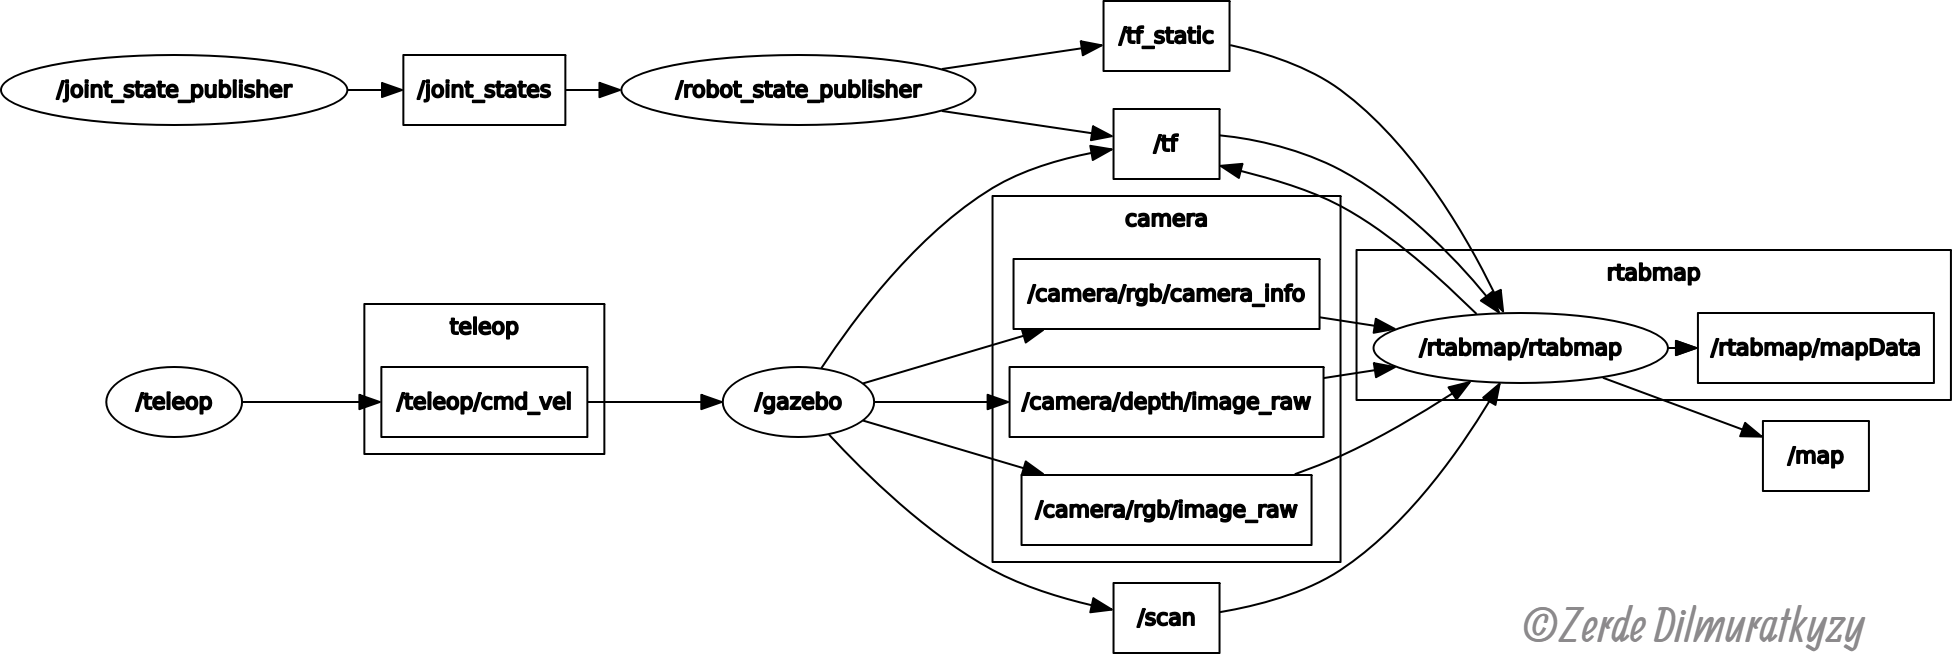 /tf_static
/joint_state_publisher
/joint_states
/robot_state_publisher
/tf
camera
/camera/rgb/camera_info
rtabmap
/rtabmap/rtabmap
/rtabmap/mapData
teleop
/teleop
/teleop/cmd_vel
/gazebo
/camera/depth/image_raw
/map
/camera/rgb/image_raw
/scan
©Zerde Dilmuratkyzy